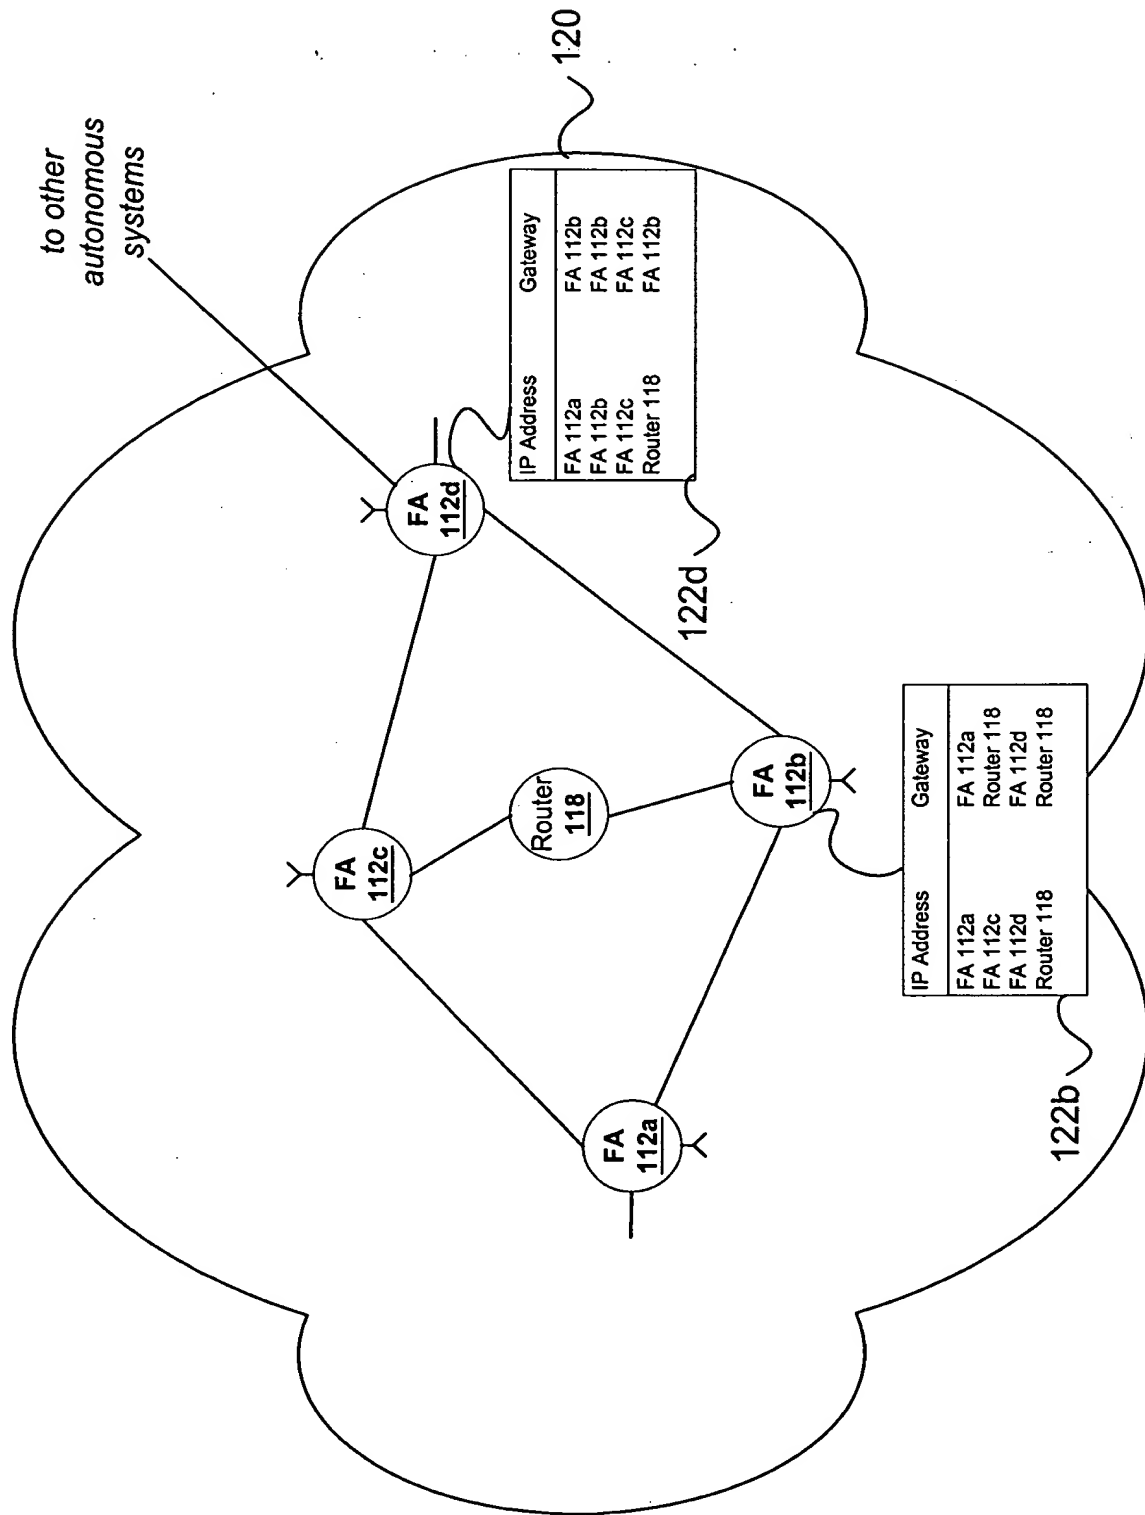 to other
autonomous
systems
120
FA
112d
IP Address Gateway
FA 112a FA 112b
FA 112b FA 112b
FA 112c FA 112c
Router 118 FA 112b
122d
FA
112c
Router
118
FA
112b
IP Address Gateway
FA 112a FA 112a
FA 112c Router 118
FA 112d FA 112d
Router 118 Router 118
122b
FA
112a